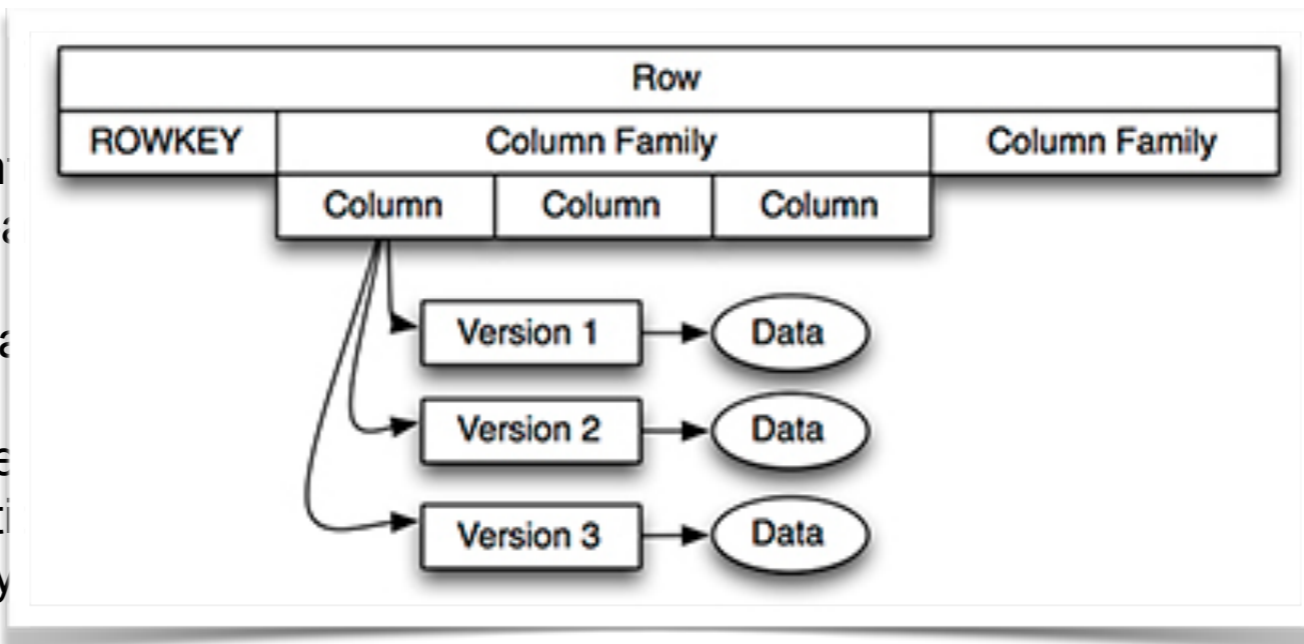 Row
ROWKEY Column Family Column Family
Column Column Column
Version 1 Data
Version 2 Data
Version 3 Data